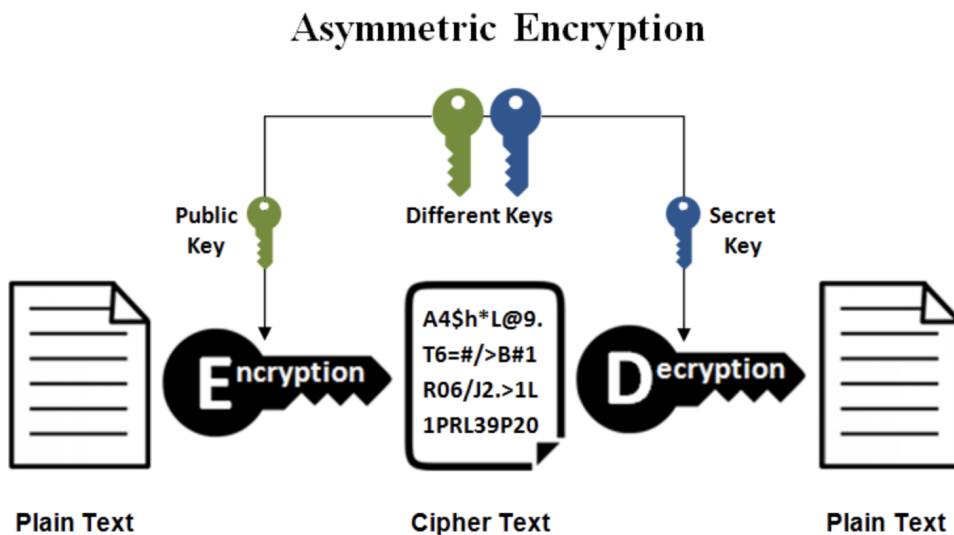 Asymmetric Encryption
Public
Key
Different Keys
Secret
Key
Encryption
A4$h*L@9.
T6=#/>B#1
R06/J2.>1L
1PRL39P20
Decryption
Plain Text
Cipher Text
Plain Text